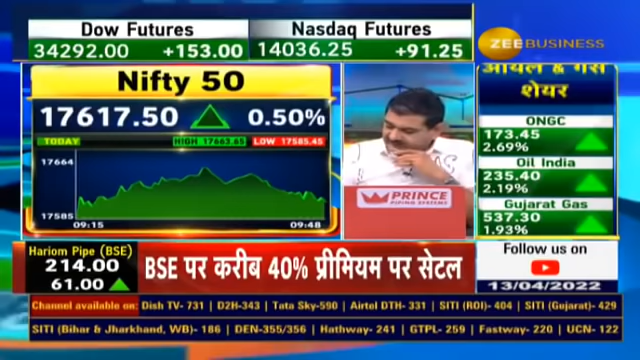 Dow Futures
34292.00 +153.00
Nasdaq Futures
14036.25 +91.25
ZEE BUSINESS
Nifty 50
17617.50 0.50%
TODAY HIGH 17663.65 LOW 17585.45
17664
17585
09:15 09:48
PRINCE
PIPING SYSTEMS
आयल & गैस
शेयर
ONGC
173.45
2.69%
Oil India
235.40
2.19%
Gujarat Gas
537.30
1.93%
Hariom Pipe (BSE)
214.00
61.00
BSE पर करीब 40% प्रीमियम पर सेटल
Follow us on
13/04/2022
Channel available on: Dish TV- 731 | D2H-343 | Tata Sky-590 | Airtel DTH- 331 | SITI (ROI)- 404 | SITI (Gujarat)- 429
SITI (Bihar & Jharkhand, WB)- 186 | DEN-355/356 | Hathway- 241 | GTPL- 259 | Fastway- 220 | UCN- 122